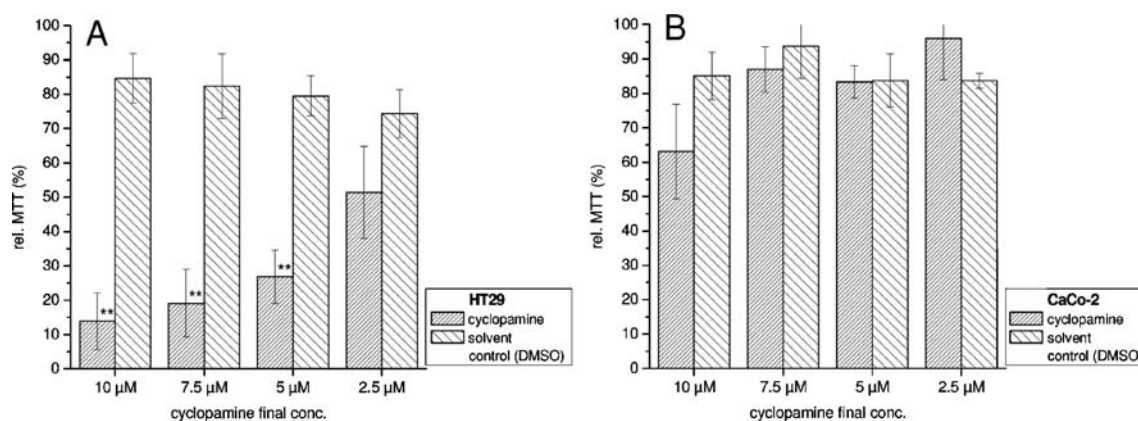 A
100
90
80
70
60
50
40
30
20
10
0
rel. MTT (%)
**
**
**
10 µM
7.5 µM
5 µM
2.5 µM
cyclopamine final conc.
HT29
cyclopamine
solvent
control (DMSO)
B
100
90
80
70
60
50
40
30
20
10
0
rel. MTT (%)
10 µM
7.5 µM
5 µM
2.5 µM
cyclopamine final conc.
CaCo-2
cyclopamine
solvent
control (DMSO)